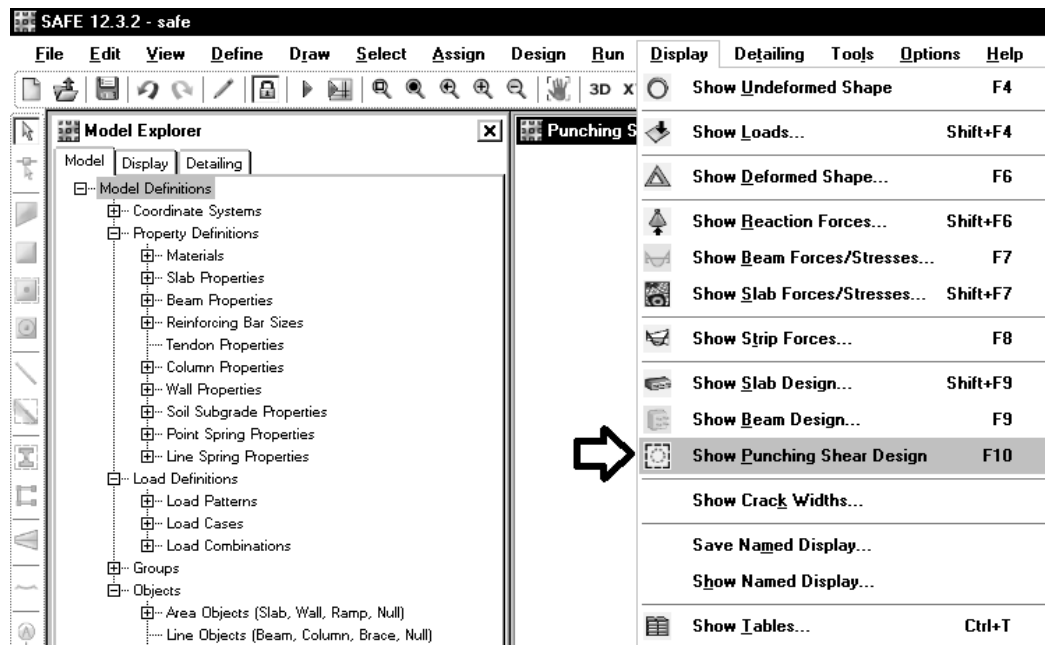 SAFE 12.3.2 - safe
File Edit View Define Draw Select Assign Design Run Display Detailing Tools Options Help
3D X
Model Explorer
Model Display Detailing
Model Definitions
Coordinate Systems
Property Definitions
Materials
Slab Properties
Beam Properties
Reinforcing Bar Sizes
Tendon Properties
Column Properties
Wall Properties
Soil Subgrade Properties
Point Spring Properties
Line Spring Properties
Load Definitions
Load Patterns
Load Cases
Load Combinations
Groups
Objects
Area Objects (Slab, Wall, Ramp, Null)
Line Objects (Beam, Column, Brace, Null)
Punching S
Show Undeformed Shape F4
Show Loads... Shift+F4
Show Deformed Shape... F6
Show Reaction Forces... Shift+F6
Show Beam Forces/Stresses... F7
Show Slab Forces/Stresses... Shift+F7
Show Strip Forces... F8
Show Slab Design... Shift+F9
Show Beam Design... F9
Show Punching Shear Design F10
Show Crack Widths...
Save Named Display...
Show Named Display...
Show Tables... Ctrl+T